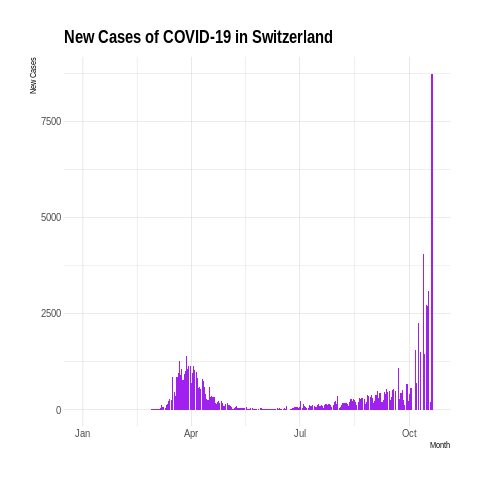 New Cases of COVID-19 in Switzerland
New Cases
7500
5000
2500
0
Jan Apr Jul Oct
Month